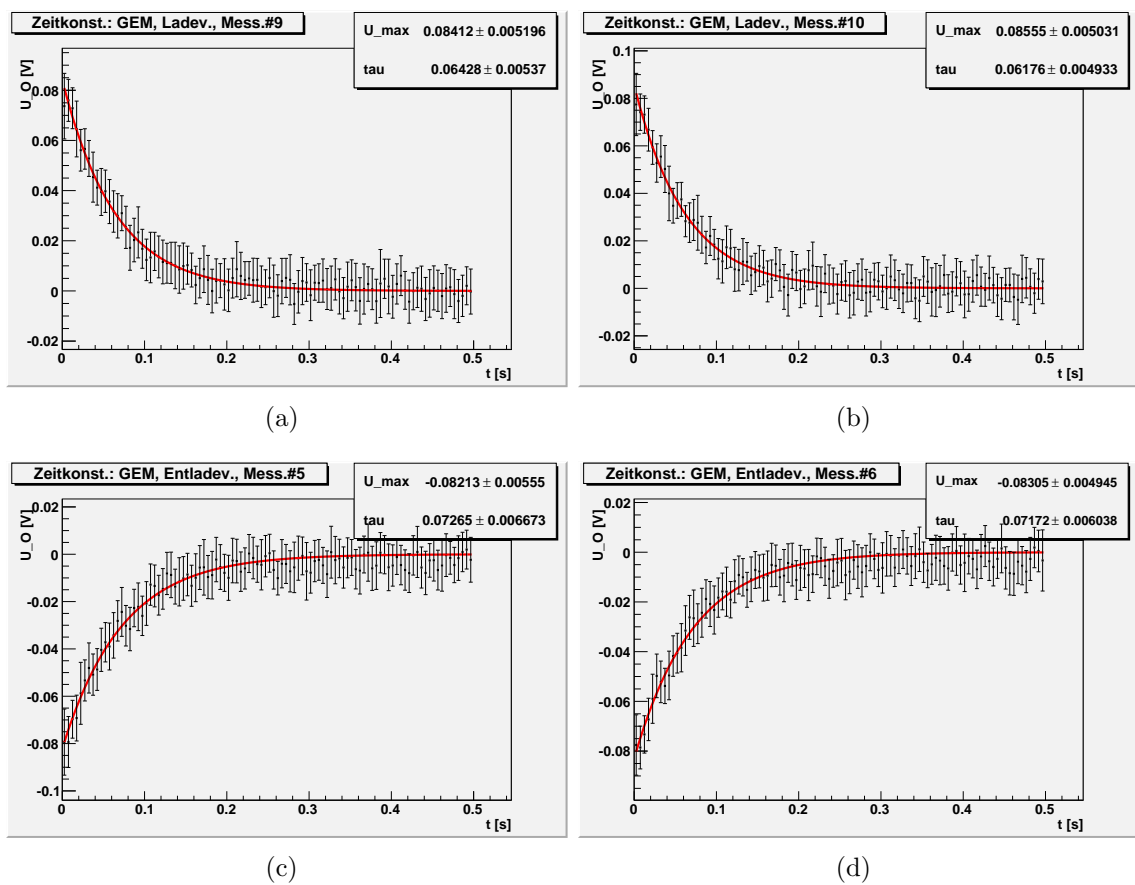 Zeitkonst.: GEM, Ladev., Mess.#9
U_max 0.08412 ± 0.005196
tau 0.06428 ± 0.00537
U_O [V]
0.08
0.06
0.04
0.02
0
-0.02
0 0.1 0.2 0.3 0.4 0.5
t [s]
(a)
Zeitkonst.: GEM, Ladev., Mess.#10
U_max 0.08555 ± 0.005031
tau 0.06176 ± 0.004933
U_O [V]
0.1
0.08
0.06
0.04
0.02
0
-0.02
0 0.1 0.2 0.3 0.4 0.5
t [s]
(b)
Zeitkonst.: GEM, Entladev., Mess.#5
U_max -0.08213 ± 0.00555
tau 0.07265 ± 0.006673
U_O [V]
0.02
0
-0.02
-0.04
-0.06
-0.08
-0.1
0 0.1 0.2 0.3 0.4 0.5
t [s]
(c)
Zeitkonst.: GEM, Entladev., Mess.#6
U_max -0.08305 ± 0.004945
tau 0.07172 ± 0.006038
U_O [V]
0.02
0
-0.02
-0.04
-0.06
-0.08
0 0.1 0.2 0.3 0.4 0.5
t [s]
(d)